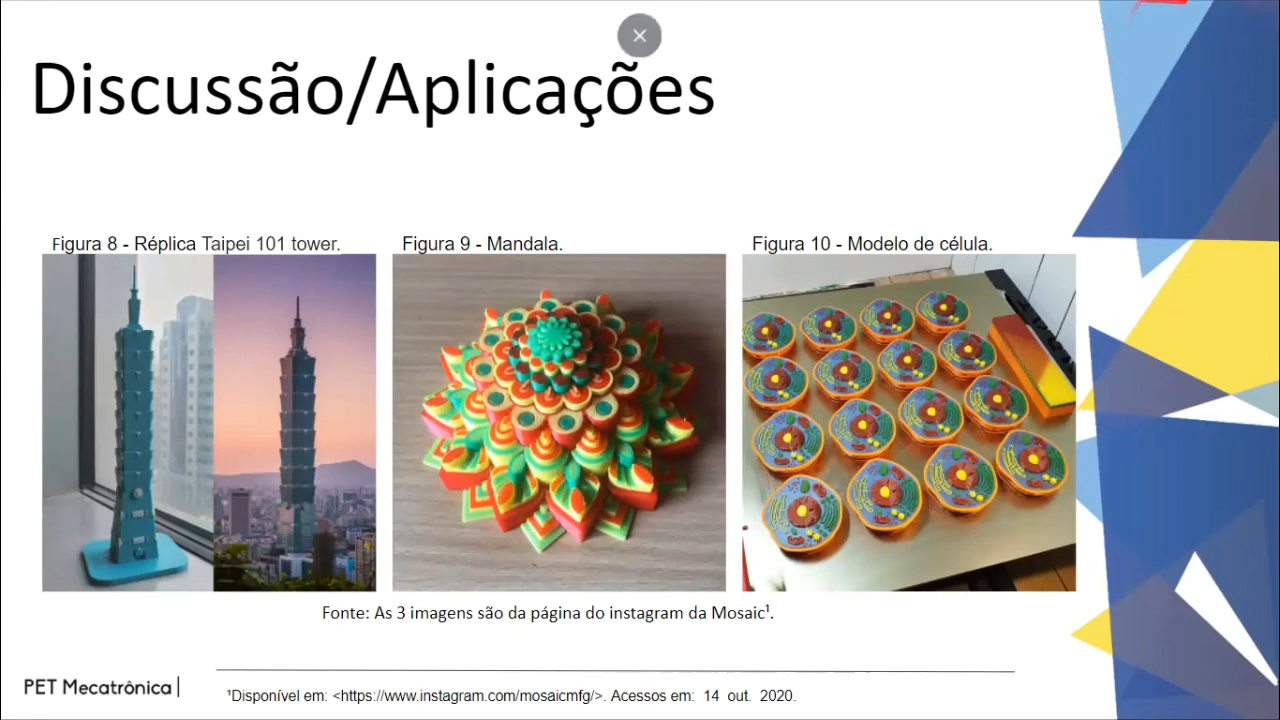 Discussão/Aplicações
Figura 8 - Réplica Taipei 101 tower.
Figura 9 - Mandala.
Figura 10 - Modelo de célula.
Fonte: As 3 imagens são da página do instagram da Mosaic¹.
PET Mecatrônica|
¹Disponível em: <https://www.instagram.com/mosaicmfg/>. Acessos em: 14 out. 2020.